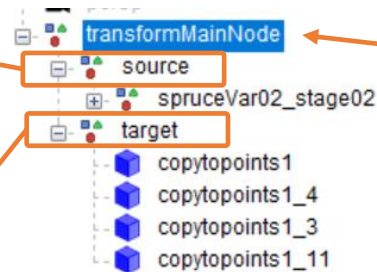 transformMainNode
source
spruceVar02_stage02
target
copytopoints1
copytopoints1_4
copytopoints1_3
copytopoints1_11